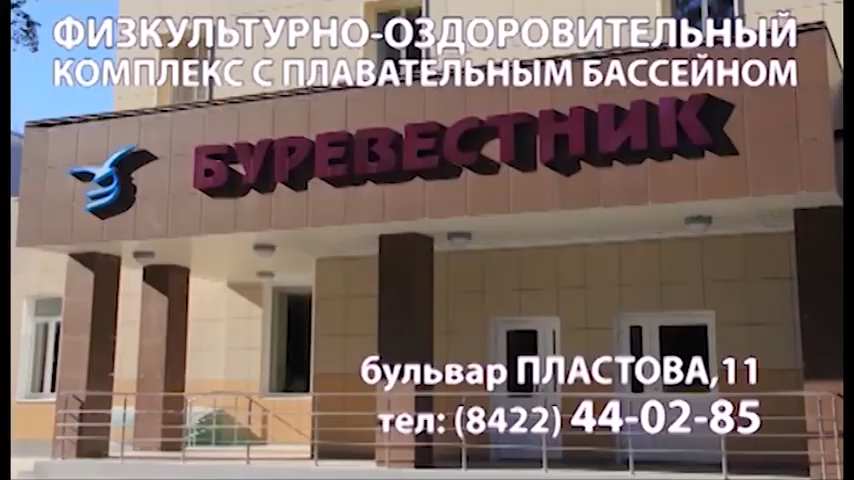 ФИЗКУЛЬТУРНО-ОЗДОРОВИТЕЛЬНЫЙ
КОМПЛЕКС С ПЛАВАТЕЛЬНЫМ БАССЕЙНОМ
БУРЕВЕСТНИК
бульвар ПЛАСТОВА,11
тел: (8422) 44-02-85